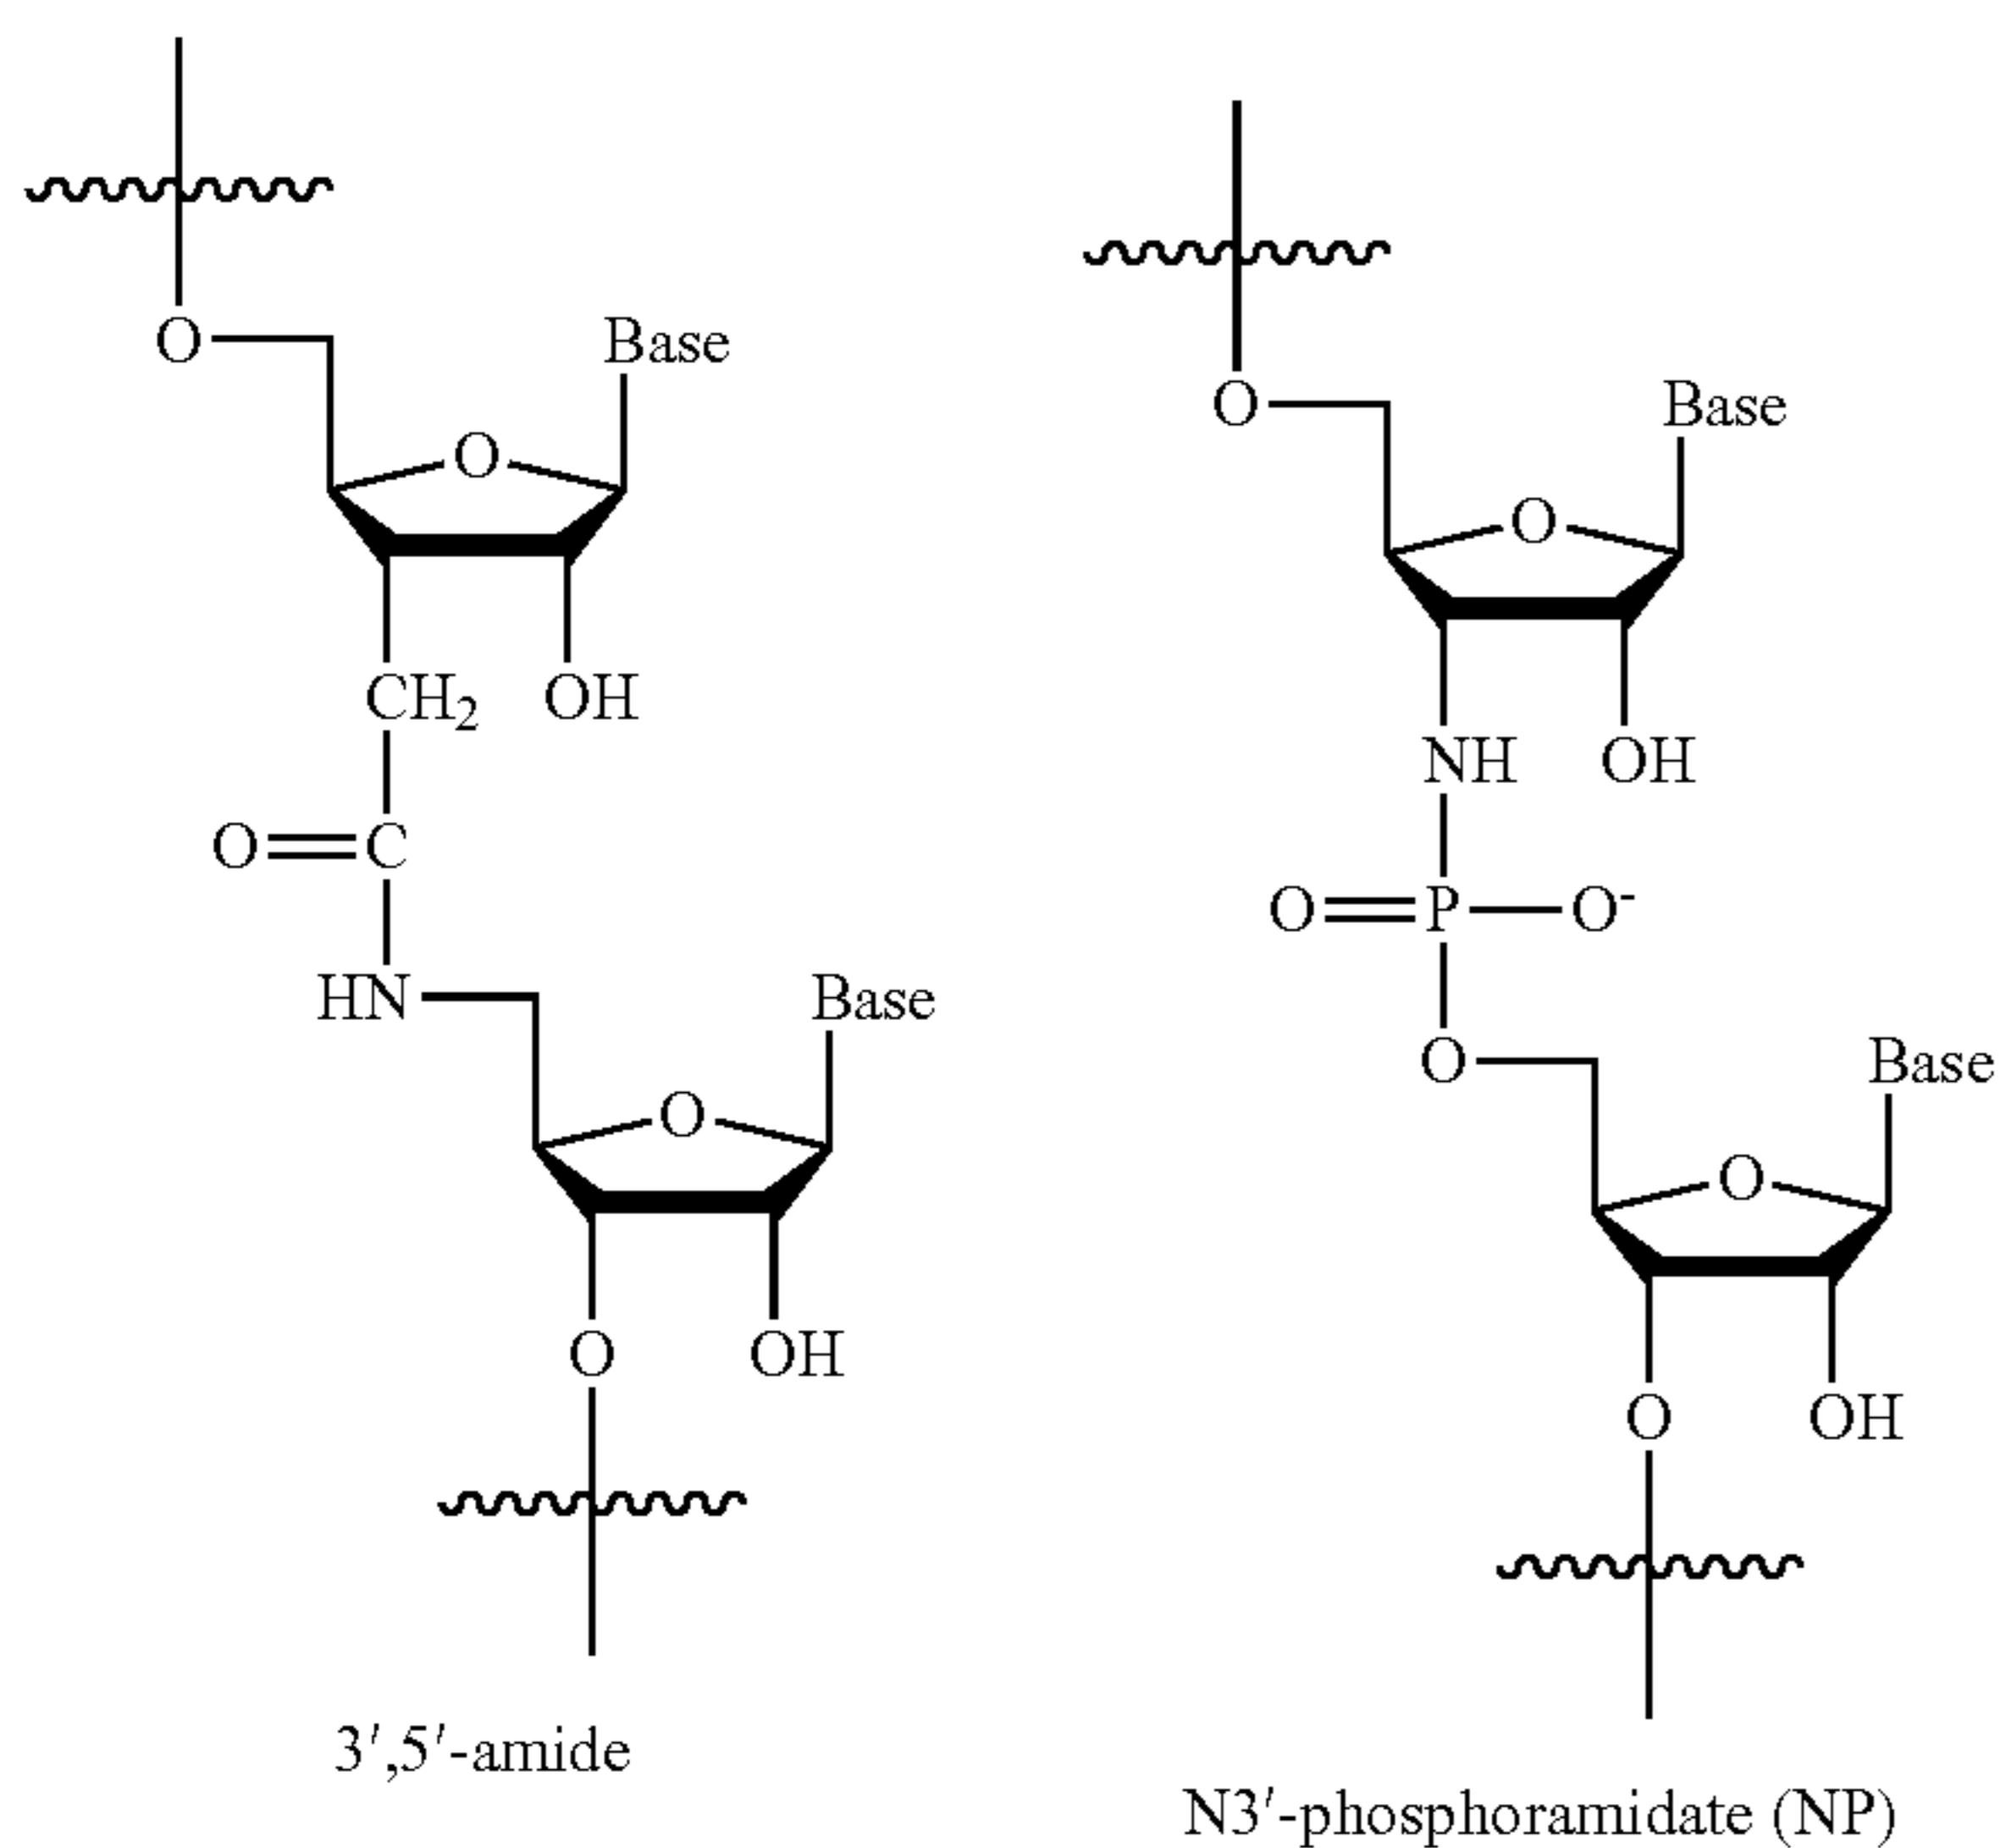 O
Base
O
CH2
OH
O
C
HN
Base
O
O
OH
3′,5′-amide
O
Base
O
NH
OH
O
P
O-
O
Base
O
O
OH
N3′-phosphoramidate (NP)